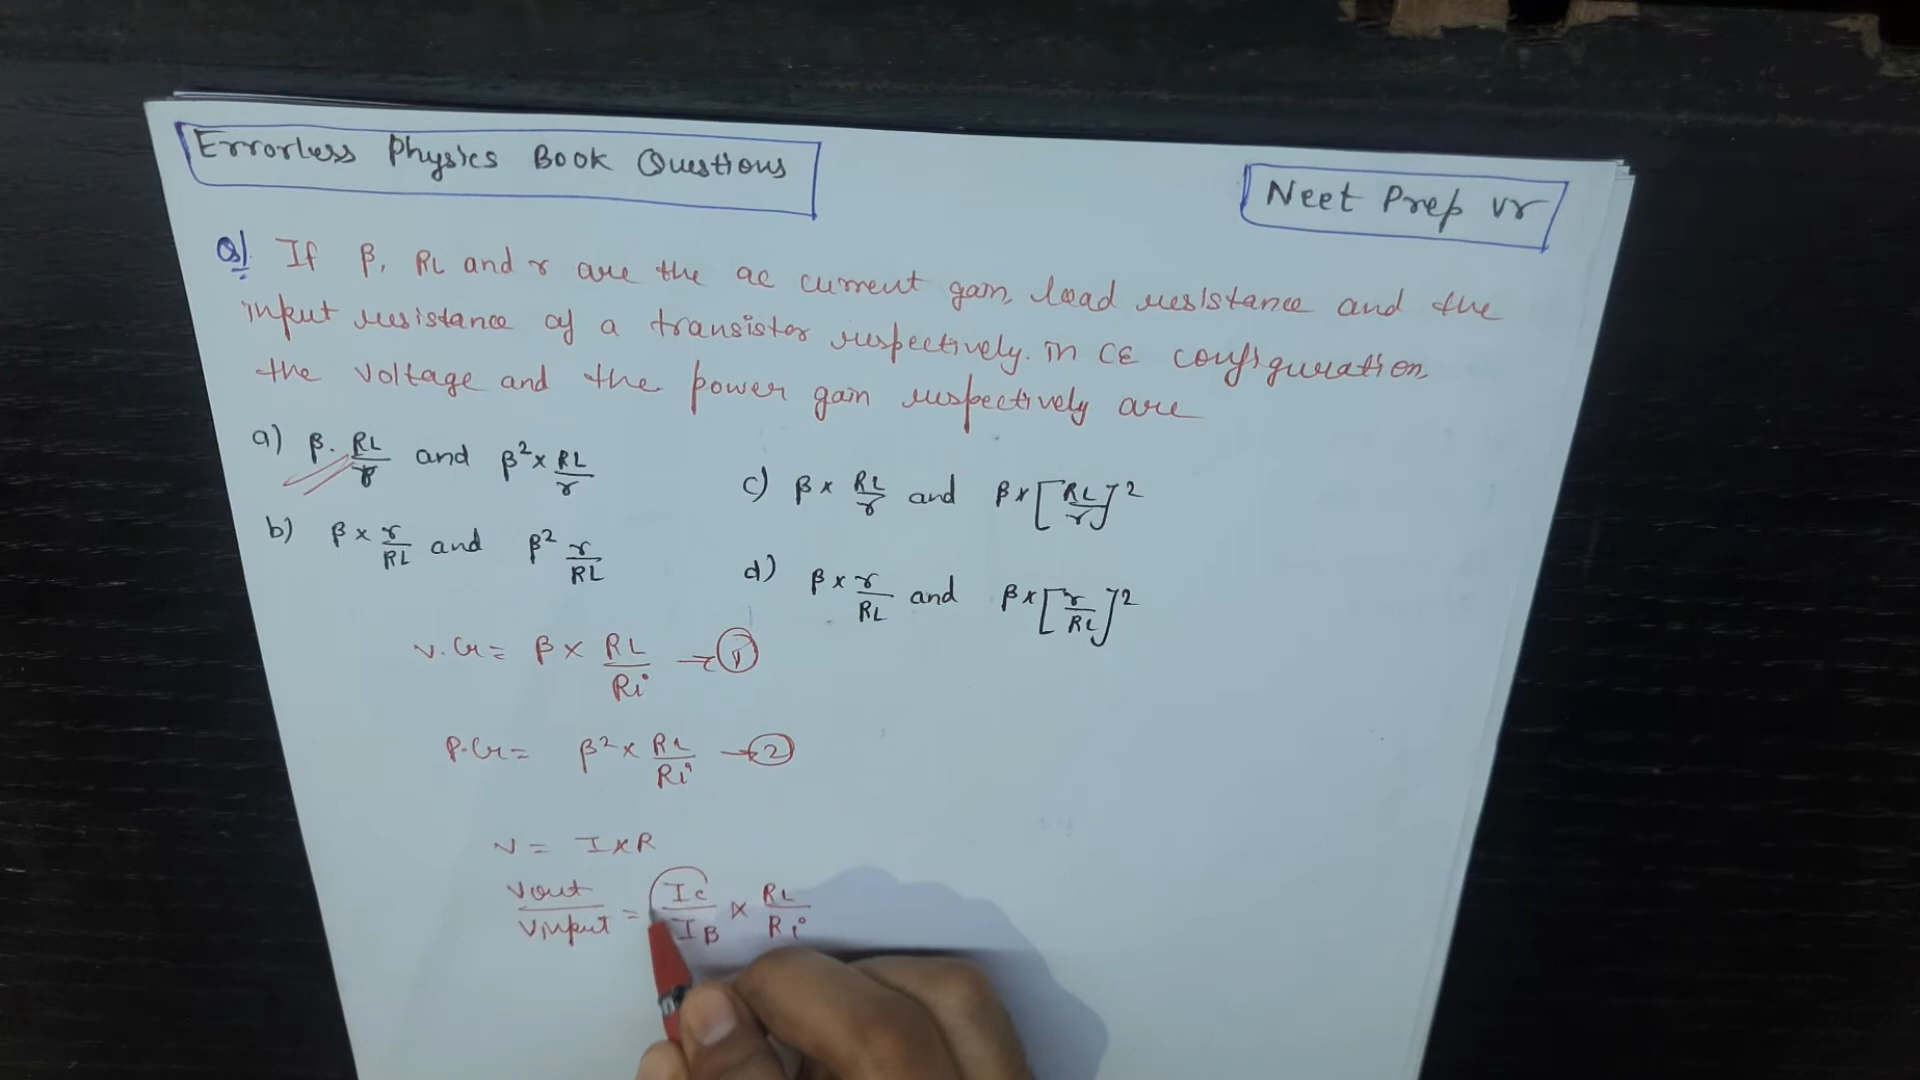 Errorless Physics Book Questions
Neet Prep vr
Q). If β, RL and r are the ac current gain, load resistance and the
input resistance of a transistor respectively. in CE configuration,
the voltage and the power gain respectively are
a) β. RL/r and β² x RL/r
b) β x r/RL and β² r/RL
c) β x RL/r and β x [RL/r]²
d) β x r/RL and β x [r/RL]²
V.G = β x RL/Ri → 1
P.G = β² x RL/Ri → 2
V = I x R
Vout/Vinput = Ic/IB x RL/Ri